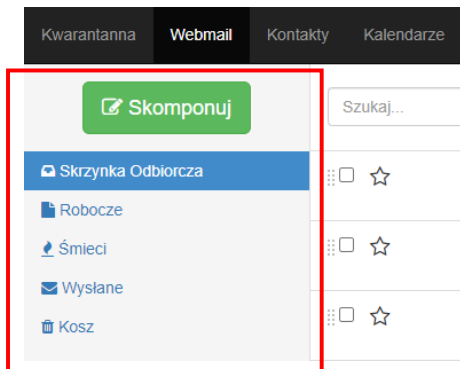 Kwarantanna Webmail Kontakty Kalendarze
Skomponuj
Szukaj...
Skrzynka Odbiorcza
Robocze
Śmieci
Wysłane
Kosz